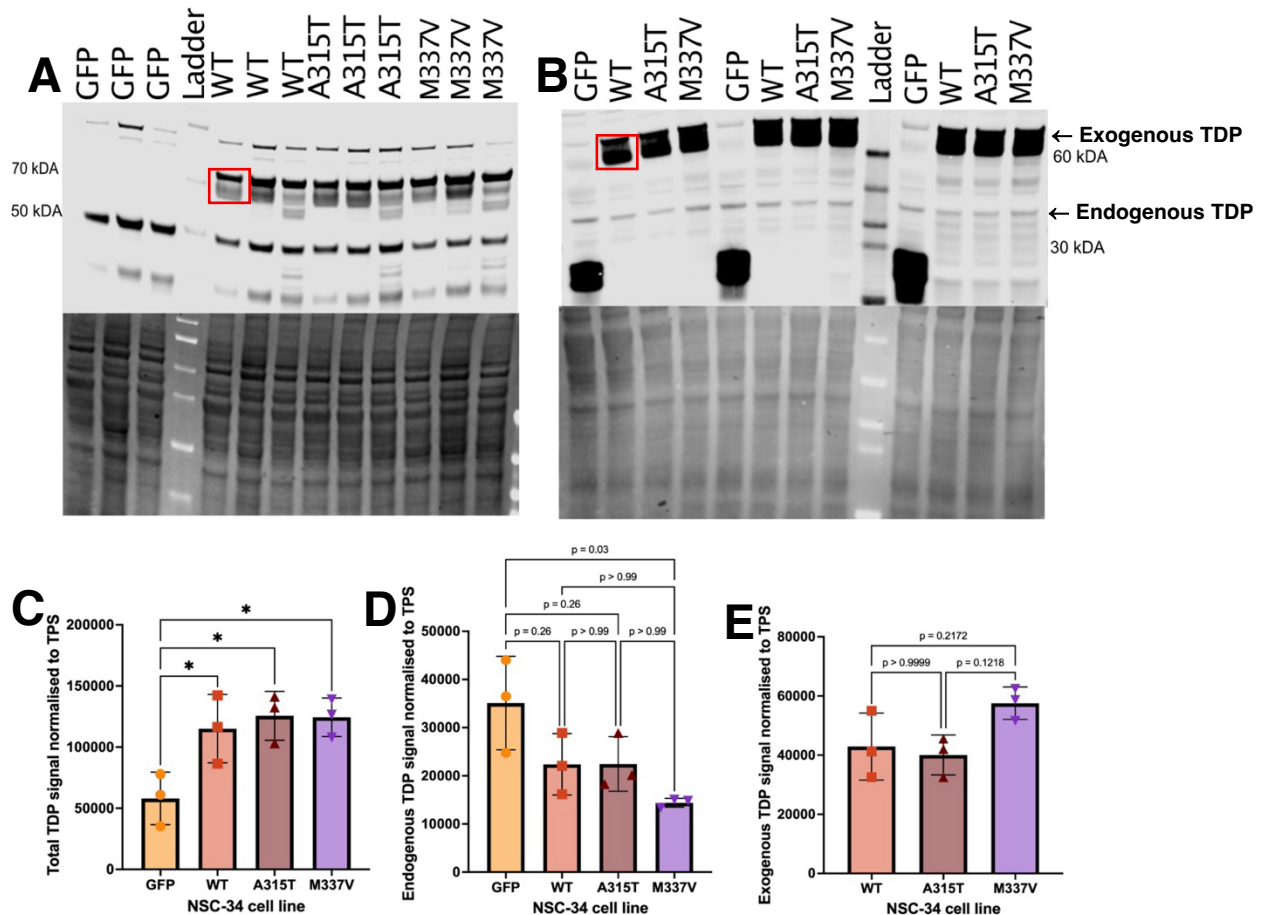 A
GFP
GFP
GFP
Ladder
WT
WT
WT
A315T
A315T
A315T
M337V
M337V
M337V
70 kDA
50 kDA
B
GFP
WT
A315T
M337V
GFP
WT
A315T
M337V
Ladder
GFP
WT
A315T
M337V
← Exogenous TDP
60 kDA
← Endogenous TDP
30 kDA
C
Total TDP signal normalised to TPS
200000
150000
100000
50000
0
*
*
*
GFP WT A315T M337V
NSC-34 cell line
D
Endogenous TDP signal normalised to TPS
50000
40000
30000
20000
10000
0
p = 0.03
p > 0.99
p = 0.26
p = 0.26 p > 0.99 p > 0.99
GFP WT A315T M337V
NSC-34 cell line
E
Exogenous TDP signal normalised to TPS
80000
60000
40000
20000
0
p = 0.2172
p > 0.9999 p = 0.1218
WT A315T M337V
NSC-34 cell line